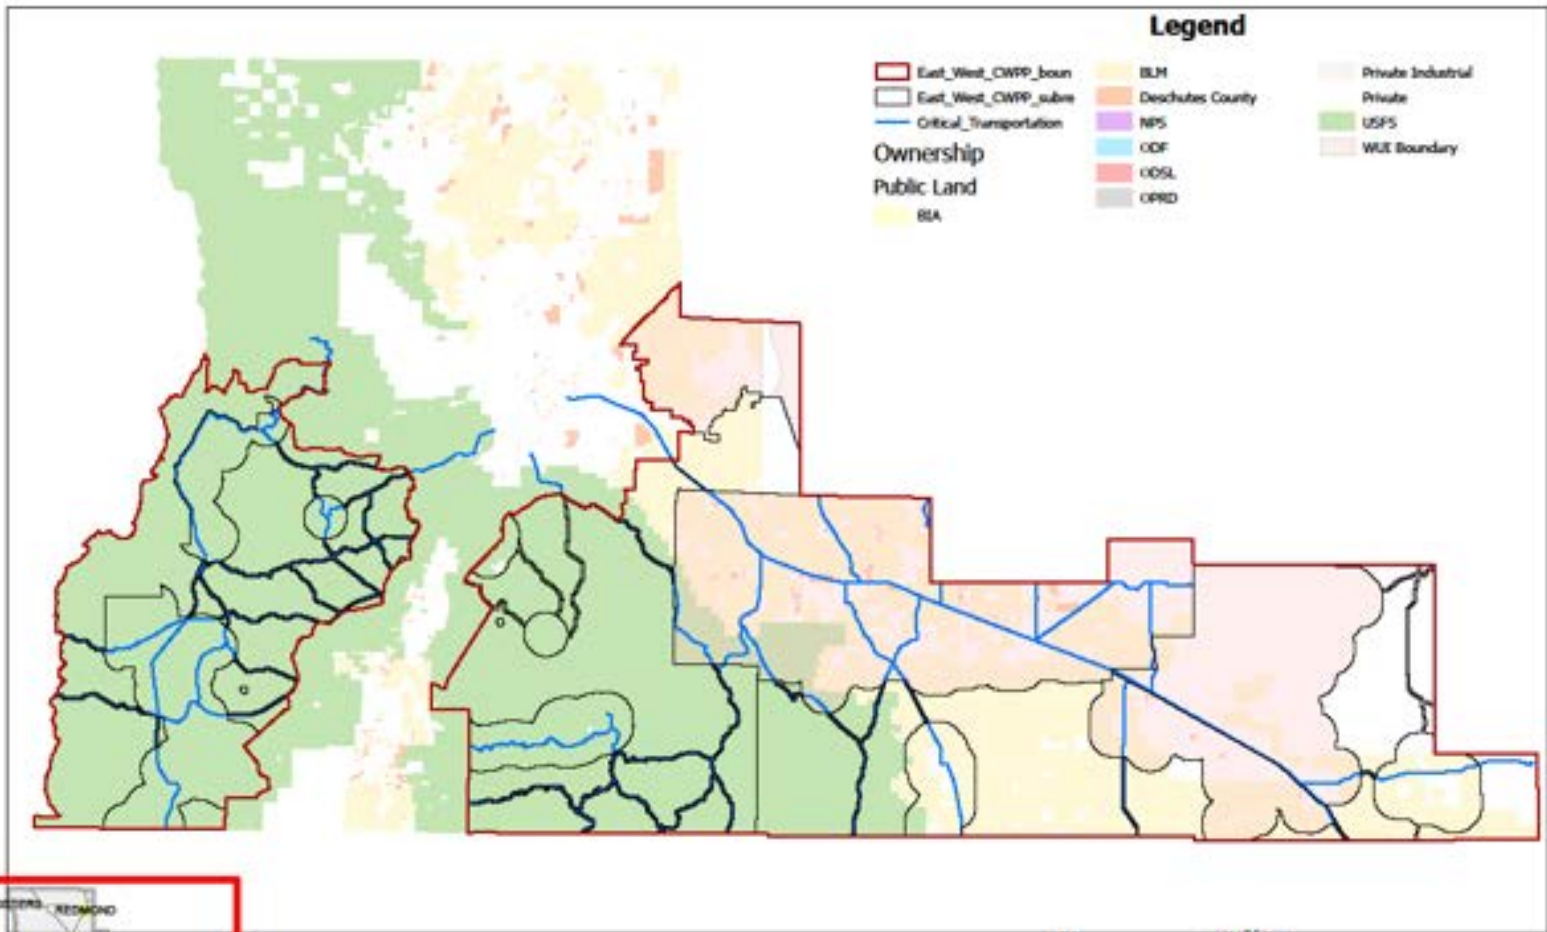 Legend
East_West_CWPP_boun
East_West_CWPP_subre
Critical_Transportation
Ownership
Public Land
BIA
BLM
Deschutes County
NPS
ODF
ODSL
OPRD
Private Industrial
Private
USFS
WUI Boundary
REDMOND